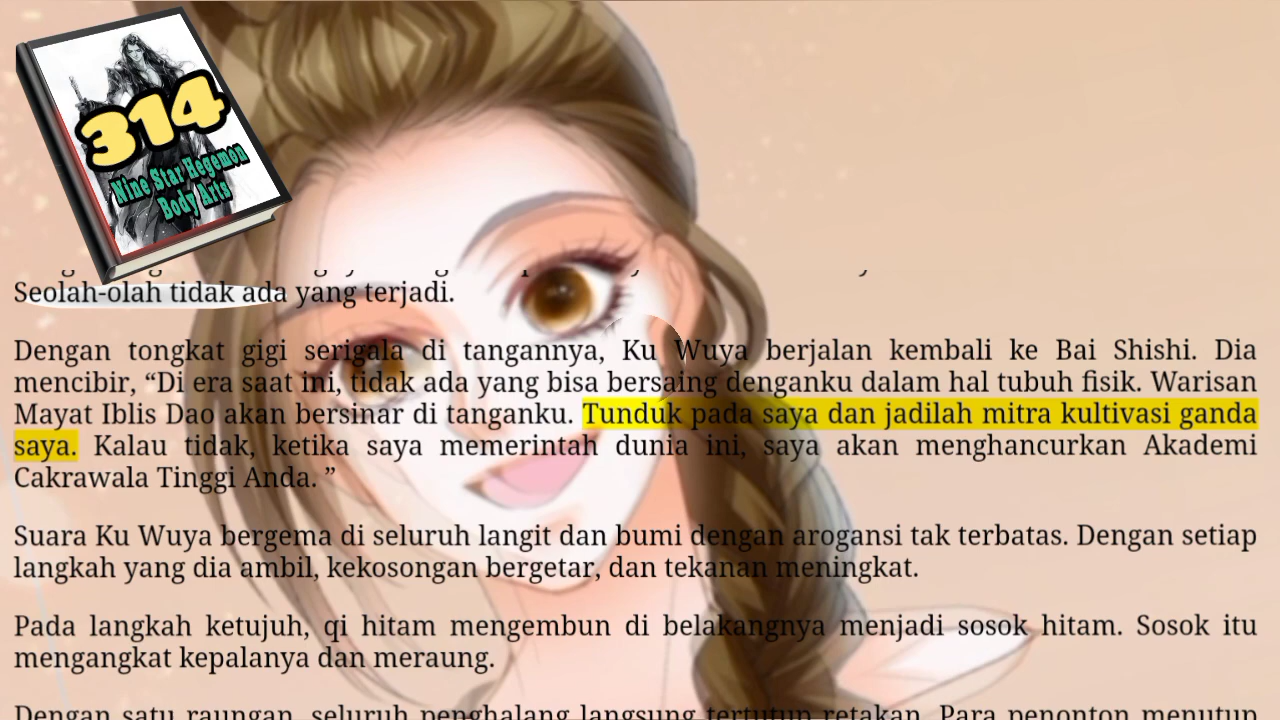 314
Nine Star Hegemon
Body Arts
Seolah-olah tidak ada yang terjadi.
Dengan tongkat gigi serigala di tangannya, Ku Wuya berjalan kembali ke Bai Shishi. Dia
mencibir, “Di era saat ini, tidak ada yang bisa bersaing denganku dalam hal tubuh fisik. Warisan
Mayat Iblis Dao akan bersinar di tanganku. Tunduk pada saya dan jadilah mitra kultivasi ganda
saya. Kalau tidak, ketika saya memerintah dunia ini, saya akan menghancurkan Akademi
Cakrawala Tinggi Anda. ”
Suara Ku Wuya bergema di seluruh langit dan bumi dengan arogansi tak terbatas. Dengan setiap
langkah yang dia ambil, kekosongan bergetar, dan tekanan meningkat.
Pada langkah ketujuh, qi hitam mengembun di belakangnya menjadi sosok hitam. Sosok itu
mengangkat kepalanya dan meraung.
Dengan satu raungan, seluruh penghalang langsung tertutup retakan. Para penonton menutup